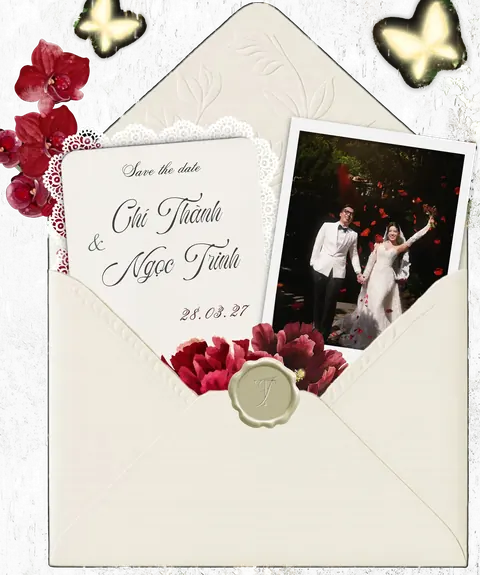 Save the date
Chí Thành
&
Ngọc Trinh
28.03.27